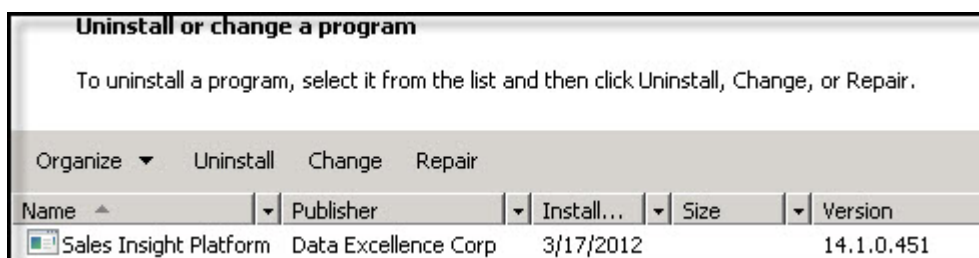 Uninstall or change a program
To uninstall a program, select it from the list and then click Uninstall, Change, or Repair.
Organize Uninstall Change Repair
Name Publisher Install... Size Version
Sales Insight Platform Data Excellence Corp 3/17/2012 14.1.0.451